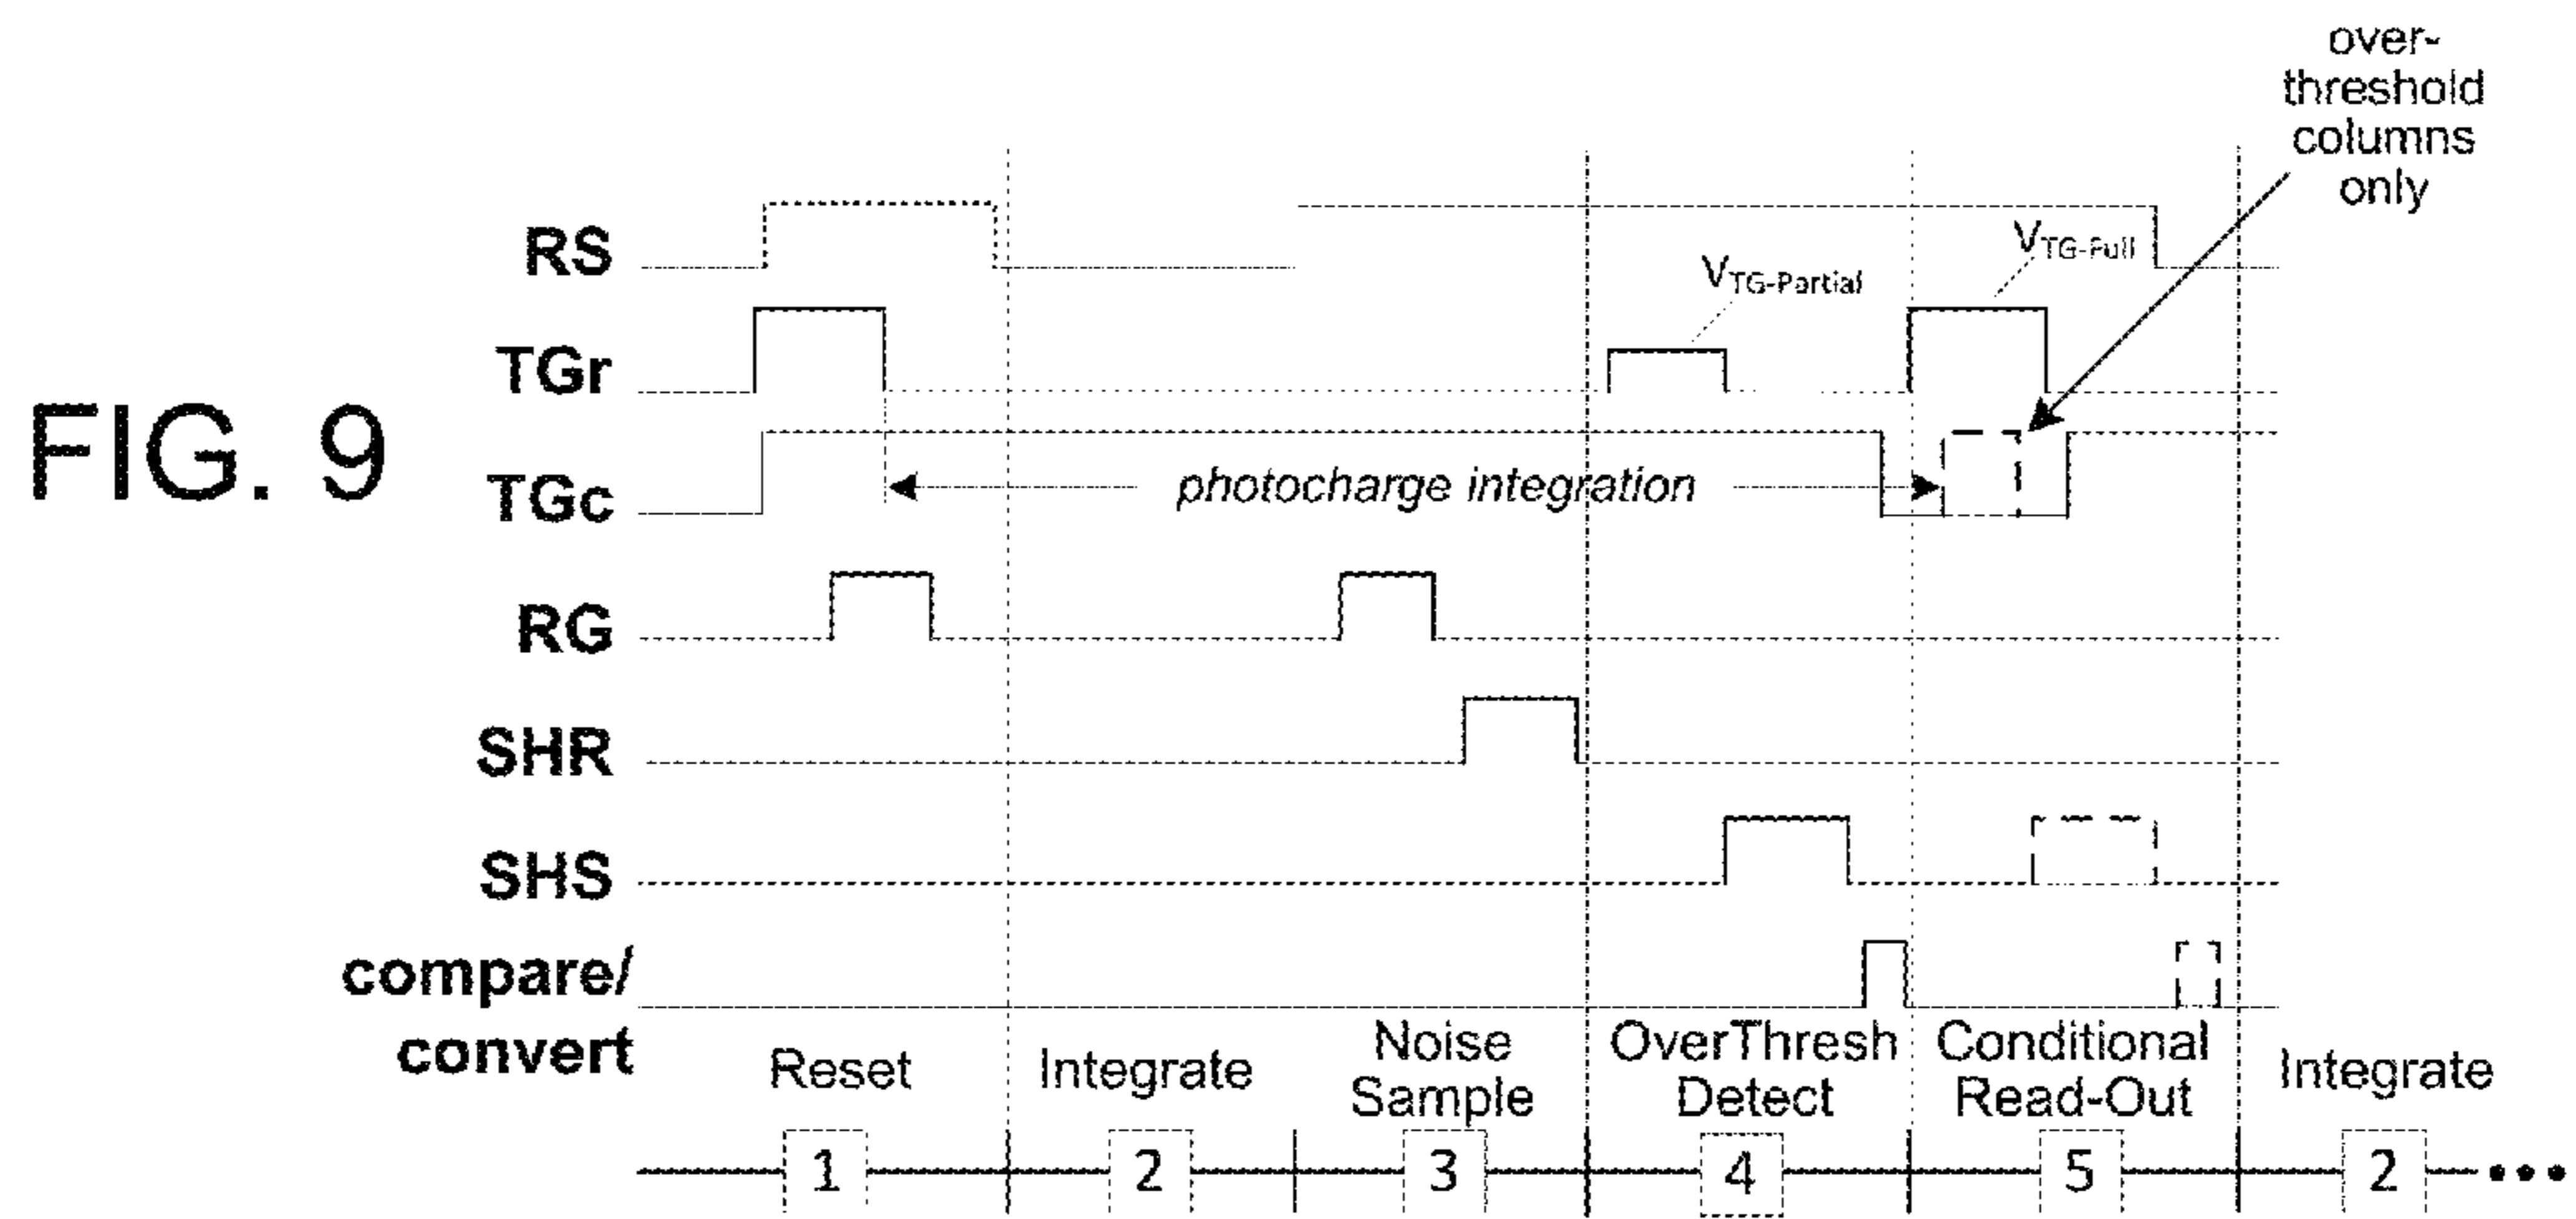 over-
threshold
columns
only
RS
VTG-Partial
VTG-Full
TGr
FIG. 9
TGc
photocharge integration
RG
SHR
SHS
compare/
convert
Reset
Integrate
Noise
Sample
OverThresh
Detect
Conditional
Read-Out
Integrate
1
2
3
4
5
2